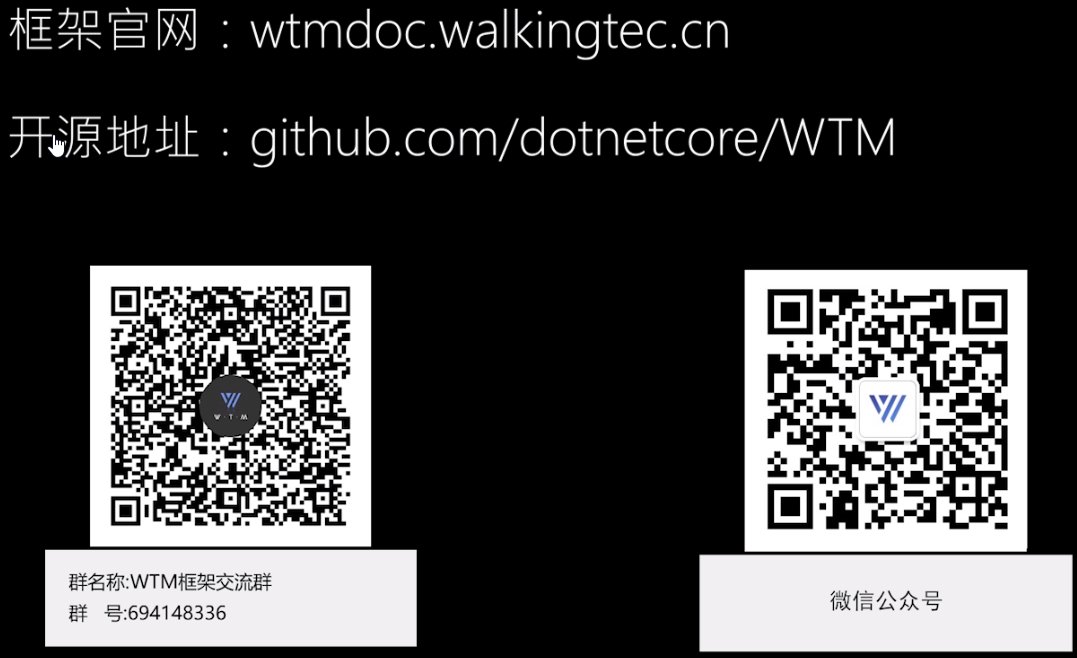 框架官网：wtmdoc.walkingtec.cn
开源地址：github.com/dotnetcore/WTM
W·T·M
群名称:WTM框架交流群
群 号:694148336
微信公众号